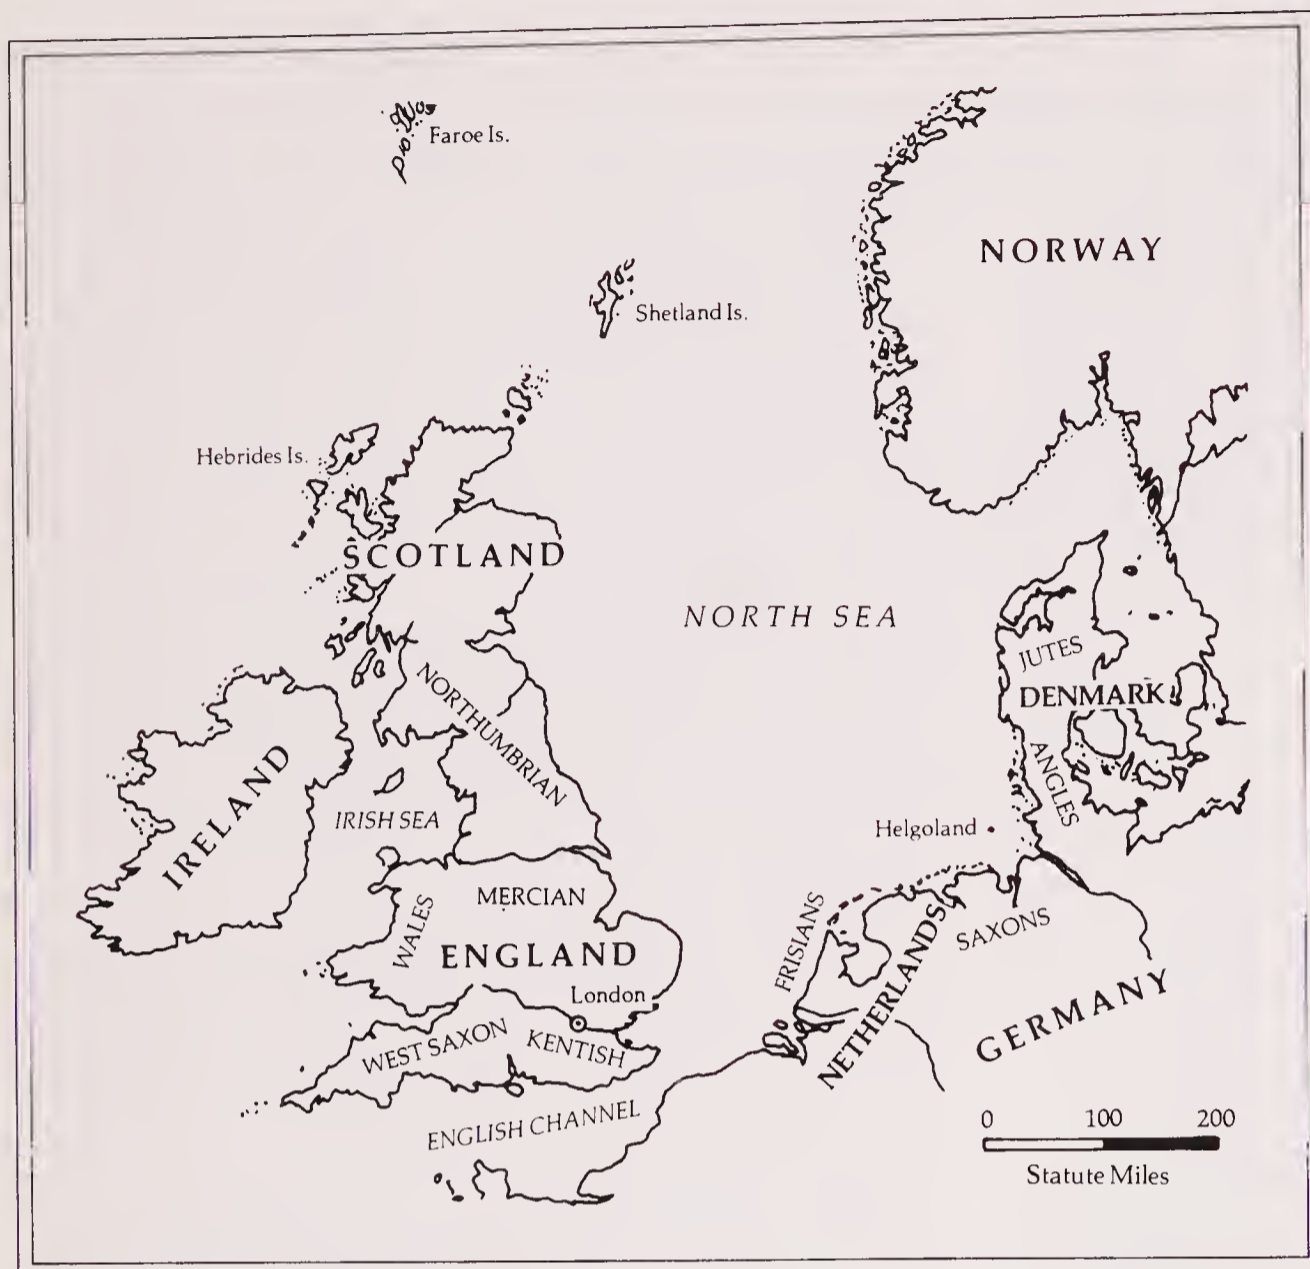 Faroe Is.
NORWAY
Shetland Is.
Hebrides Is.
SCOTLAND
NORTH SEA
JUTES
DENMARK
NORTHUMBRIAN
ANGLES
IRELAND
IRISH SEA
Helgoland
MERCIAN
WALES
FRISIANS
SAXONS
ENGLAND
NETHERLANDS
London
GERMANY
WEST SAXON
KENTISH
ENGLISH CHANNEL
0 100 200
Statute Miles